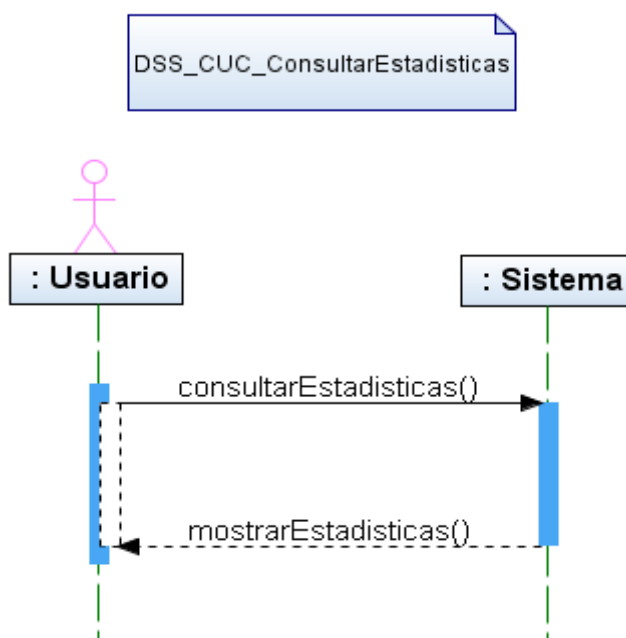 DSS_CUC_ConsultarEstadisticas
: Usuario
: Sistema
consultarEstadisticas()
mostrarEstadisticas()